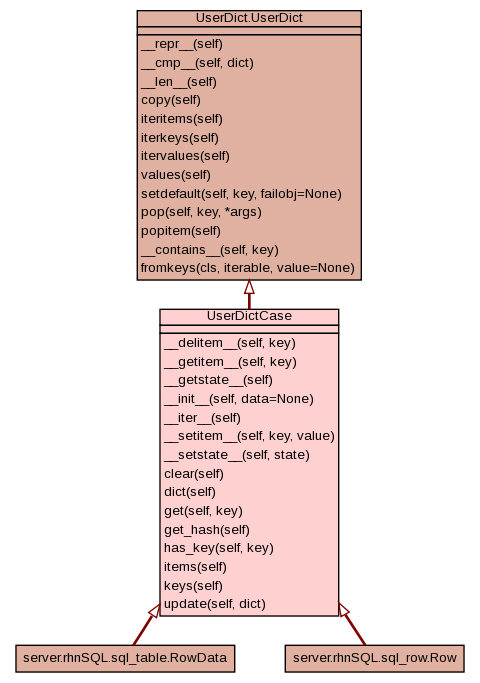 UserDict.UserDict
__repr__(self)
__cmp__(self, dict)
__len__(self)
copy(self)
iteritems(self)
iterkeys(self)
itervalues(self)
values(self)
setdefault(self, key, failobj=None)
pop(self, key, *args)
popitem(self)
__contains__(self, key)
fromkeys(cls, iterable, value=None)
UserDictCase
__delitem__(self, key)
__getitem__(self, key)
__getstate__(self)
__init__(self, data=None)
__iter__(self)
__setitem__(self, key, value)
__setstate__(self, state)
clear(self)
dict(self)
get(self, key)
get_hash(self)
has_key(self, key)
items(self)
keys(self)
update(self, dict)
server.rhnSQL.sql_table.RowData
server.rhnSQL.sql_row.Row